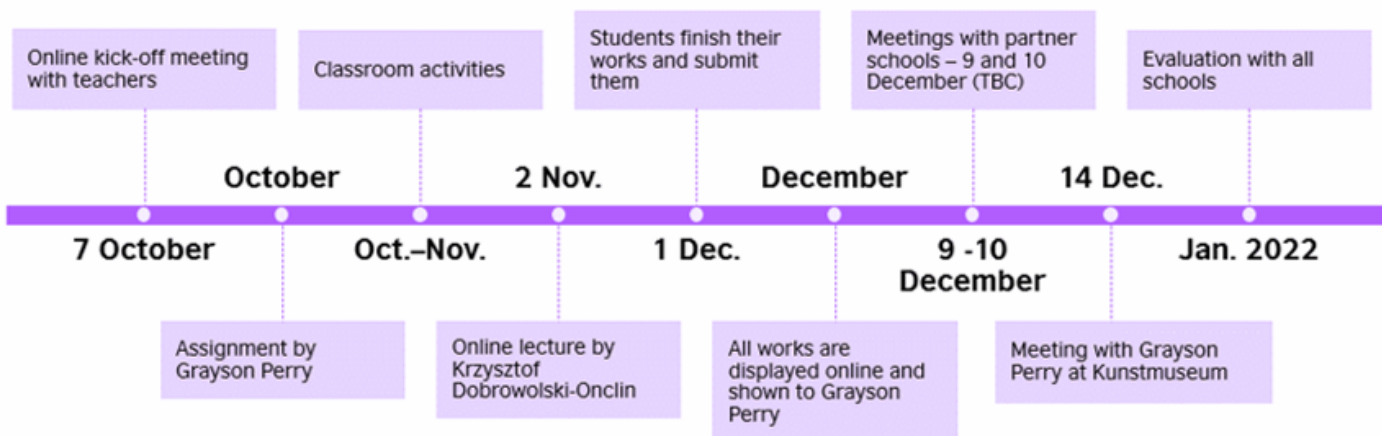 Online kick-off meeting
with teachers
Classroom activities
Students finish their
works and submit
them
Meetings with partner
schools – 9 and 10
December (TBC)
Evaluation with all
schools
October
2 Nov.
December
14 Dec.
7 October
Oct.–Nov.
1 Dec.
9 -10
December
Jan. 2022
Assignment by
Grayson Perry
Online lecture by
Krzysztof
Dobrowolski-Onclin
All works are
displayed online and
shown to Grayson
Perry
Meeting with Grayson
Perry at Kunstmuseum